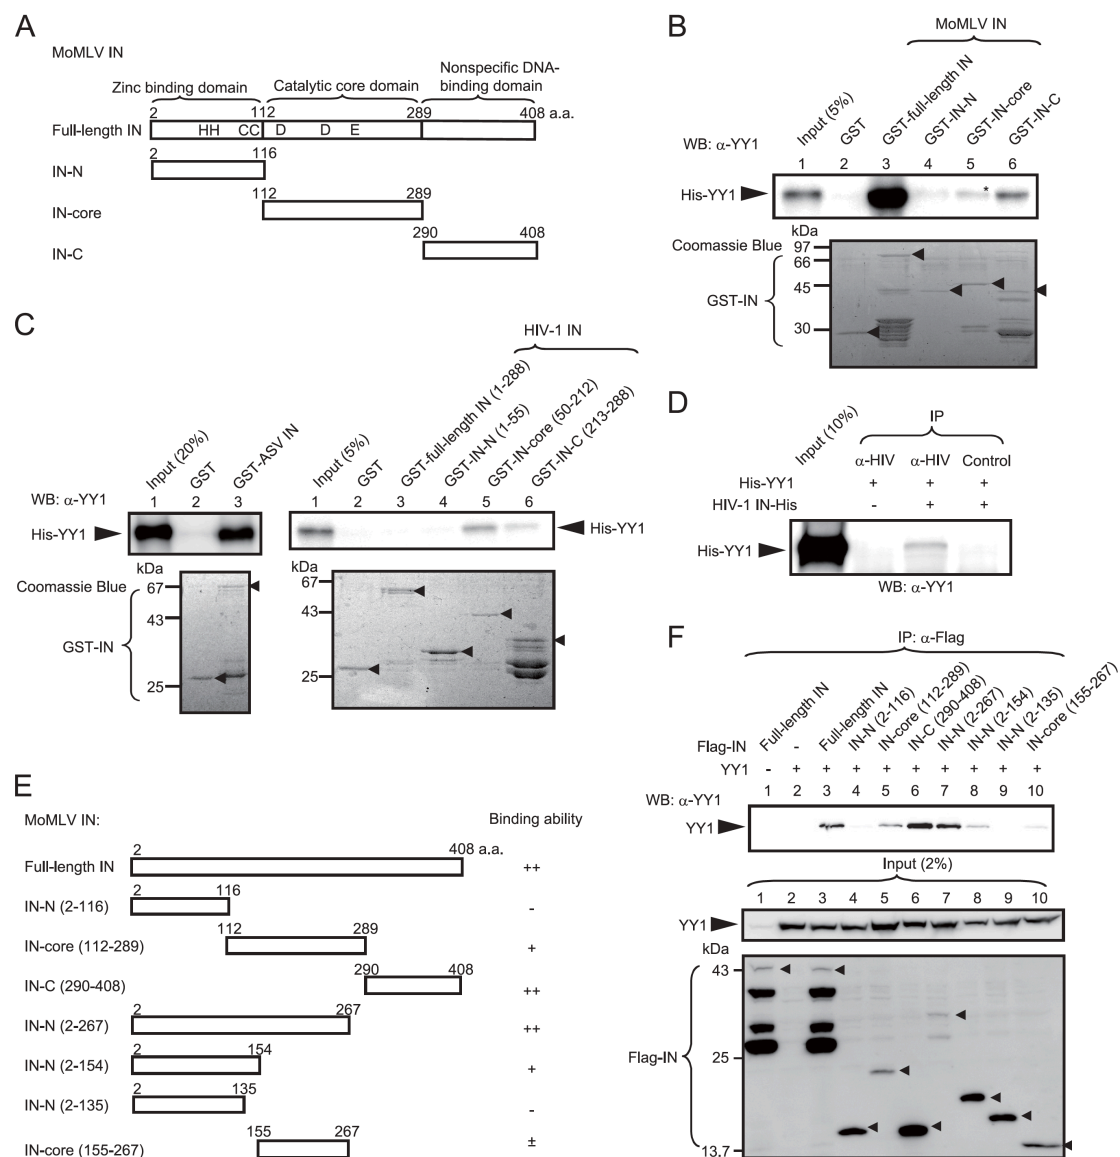 A
MoMLV IN
Zinc binding domain
Catalytic core domain
Nonspecific DNA-
binding domain
2 112 289 408 a.a.
Full-length IN
HH CC D D E
2 116
IN-N
112 289
IN-core
290 408
IN-C
B
MoMLV IN
Input (5%)
GST
GST-full-length IN
GST-IN-N
GST-IN-core
GST-IN-C
WB: α-YY1
1 2 3 4 5 6
His-YY1
*
kDa
Coomassie Blue
97
66
45
30
GST-IN
C
HIV-1 IN
Input (20%)
GST
GST-ASV IN
Input (5%)
GST
GST-full-length IN (1-288)
GST-IN-N (1-55)
GST-IN-core (50-212)
GST-IN-C (213-288)
WB: α-YY1
1 2 3
1 2 3 4 5 6
His-YY1
His-YY1
kDa
Coomassie Blue
67
43
25
GST-IN
kDa
67
43
25
D
Input (10%)
IP
α-HIV α-HIV Control
His-YY1 + + +
HIV-1 IN-His - + +
His-YY1
WB: α-YY1
E
MoMLV IN: Binding ability
2 408 a.a.
Full-length IN ++
2 116
IN-N (2-116) -
112 289
IN-core (112-289) +
290 408
IN-C (290-408) ++
2 267
IN-N (2-267) ++
2 154
IN-N (2-154) +
2 135
IN-N (2-135) -
155 267
IN-core (155-267) ±
F
IP: α-Flag
Flag-IN
Full-length IN
-
Full-length IN
IN-N (2-116)
IN-core (112-289)
IN-C (290-408)
IN-N (2-267)
IN-N (2-154)
IN-N (2-135)
IN-core (155-267)
YY1 - + + + + + + + +
1 2 3 4 5 6 7 8 9 10
WB: α-YY1
YY1
Input (2%)
1 2 3 4 5 6 7 8 9 10
YY1
kDa
43
25
13.7
Flag-IN